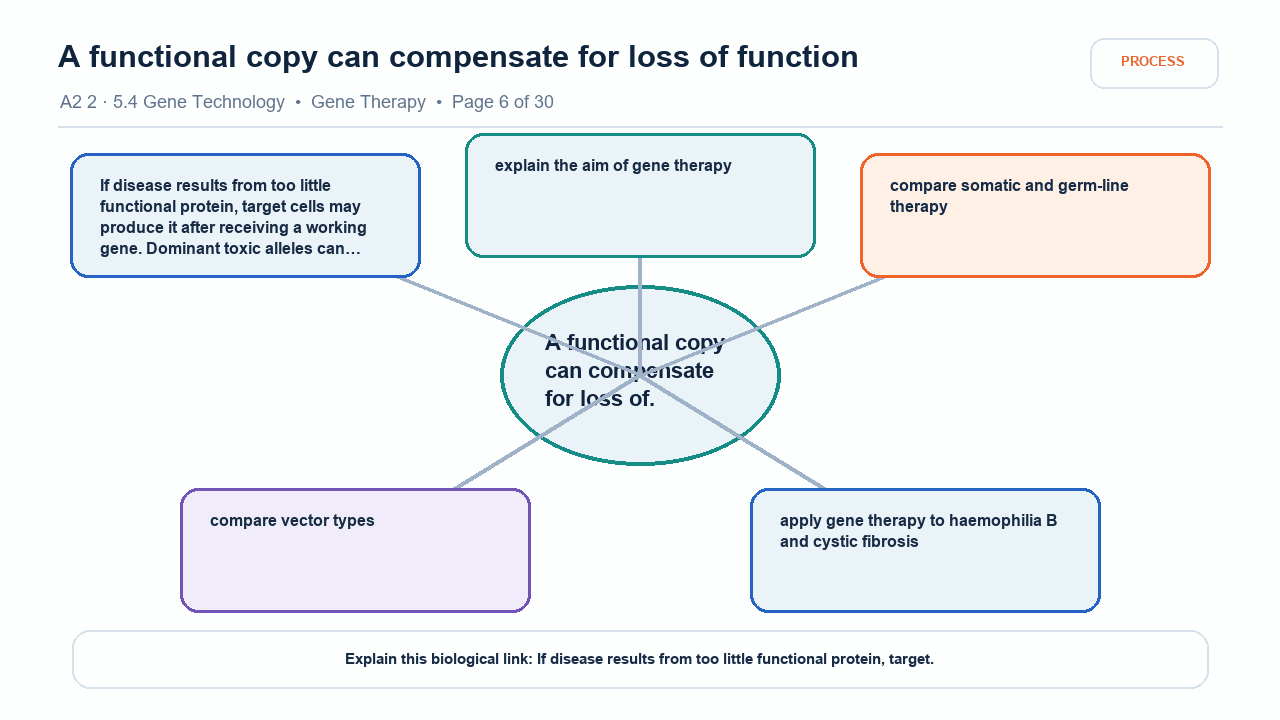 A functional copy can compensate for loss of function
PROCESS
A2 2 · 5.4 Gene Technology • Gene Therapy • Page 6 of 30
If disease results from too little
functional protein, target cells may
produce it after receiving a working
gene. Dominant toxic alleles can…
explain the aim of gene therapy
compare somatic and germ-line
therapy
A functional copy
can compensate
for loss of.
compare vector types
apply gene therapy to haemophilia B
and cystic fibrosis
Explain this biological link: If disease results from too little functional protein, target.